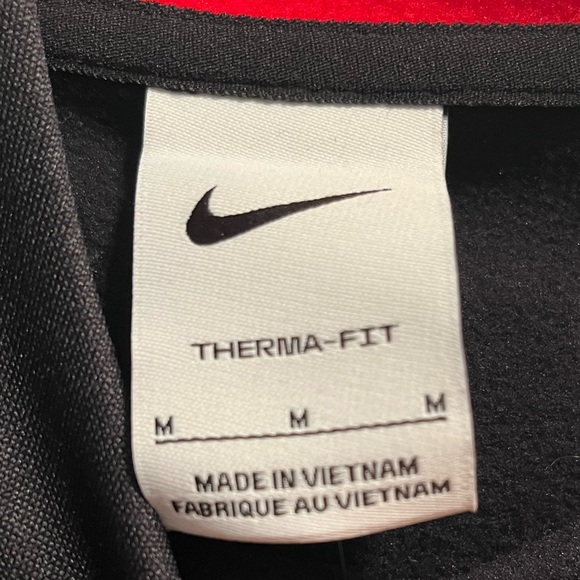 THERMA-FIT
M M M
MADE IN VIETNAM
FABRIQUE AU VIETNAM